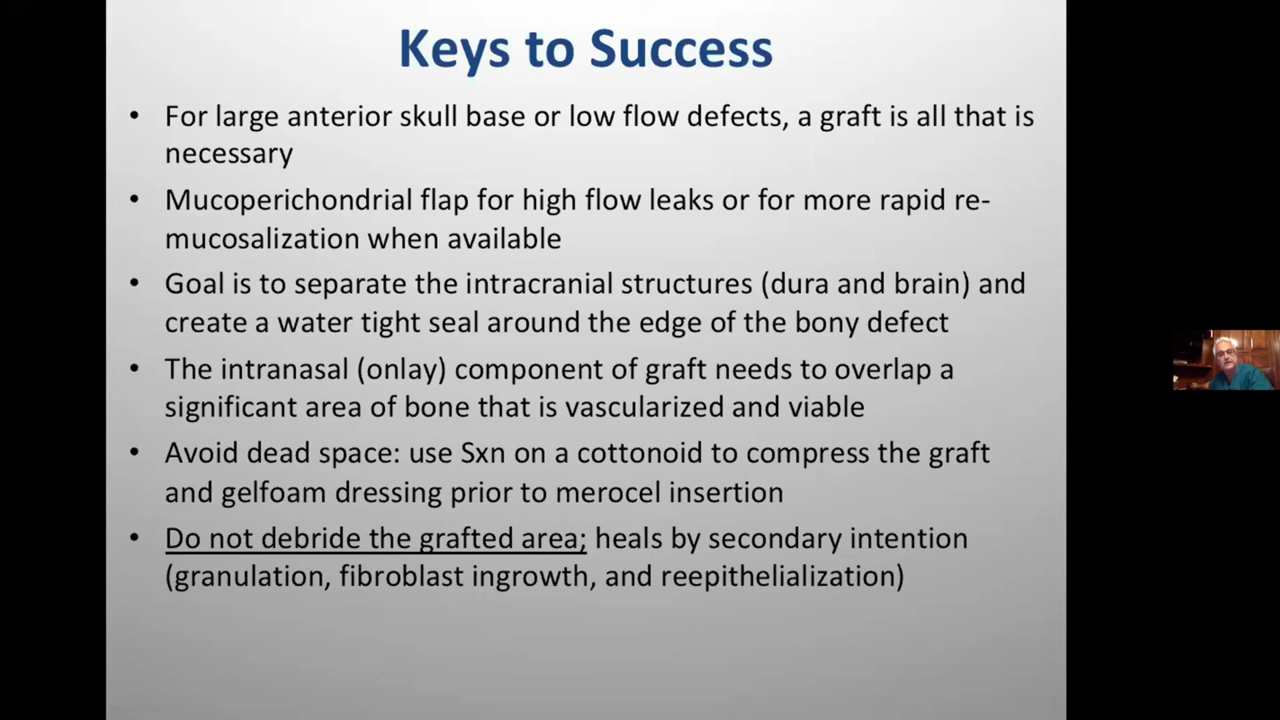 Keys to Success
• For large anterior skull base or low flow defects, a graft is all that is
necessary
• Mucoperichondrial flap for high flow leaks or for more rapid re-
mucosalization when available
• Goal is to separate the intracranial structures (dura and brain) and
create a water tight seal around the edge of the bony defect
• The intranasal (onlay) component of graft needs to overlap a
significant area of bone that is vascularized and viable
• Avoid dead space: use Sxn on a cottonoid to compress the graft
and gelfoam dressing prior to merocel insertion
• Do not debride the grafted area; heals by secondary intention
(granulation, fibroblast ingrowth, and reepithelialization)